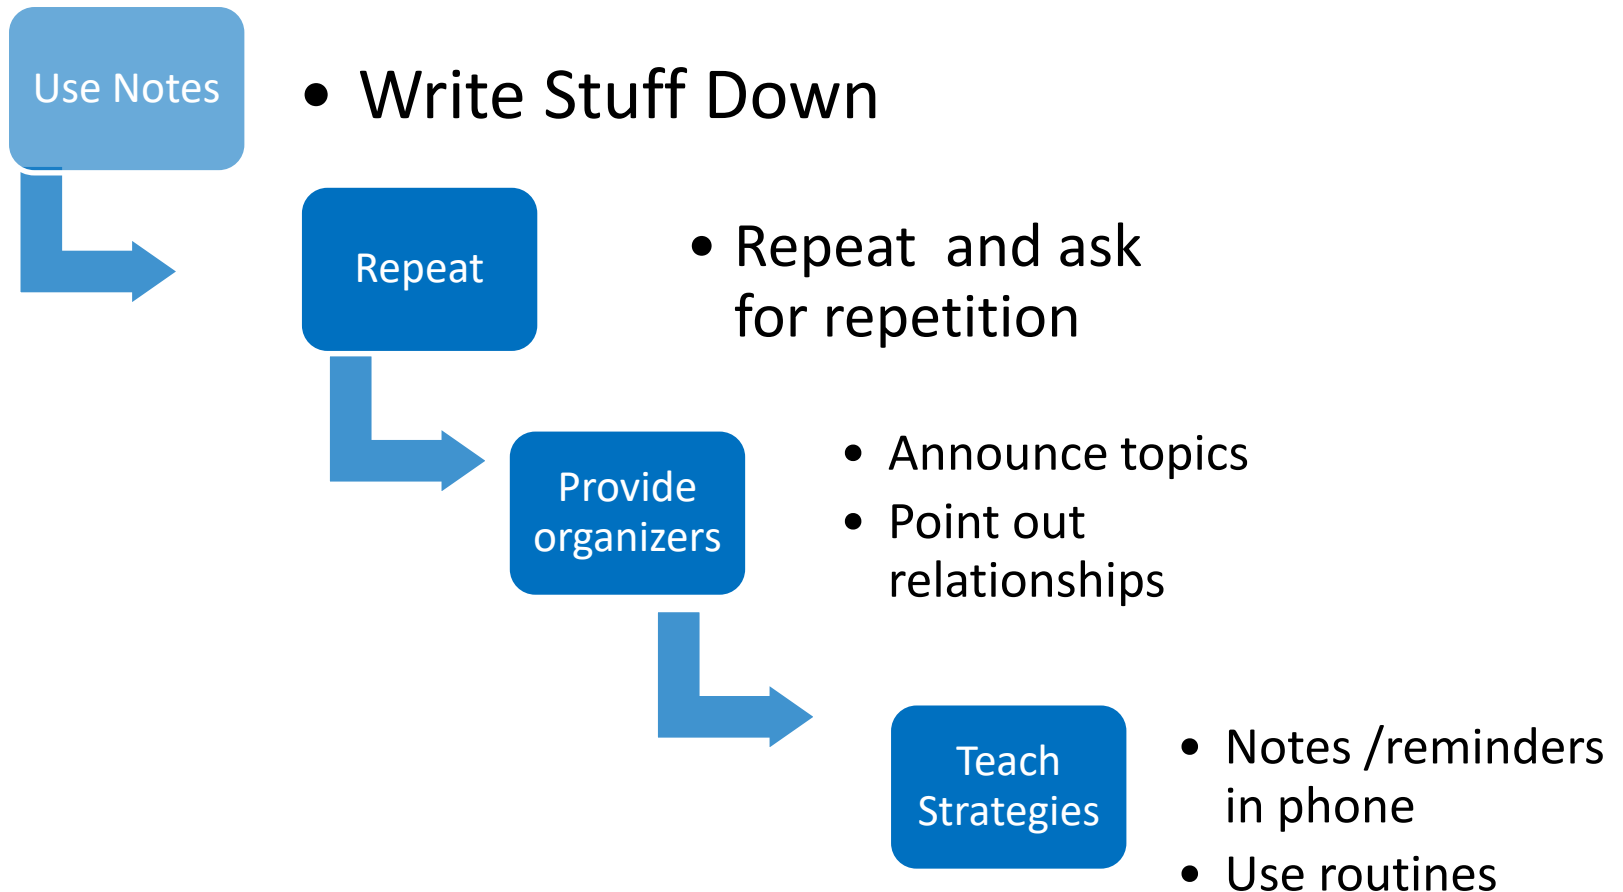 Use Notes
• Write Stuff Down
Repeat
• Repeat  and ask
for repetition
Provide
organizers
• Announce topics
• Point out
relationships
Teach
Strategies
• Notes /reminders
in phone
• Use routines